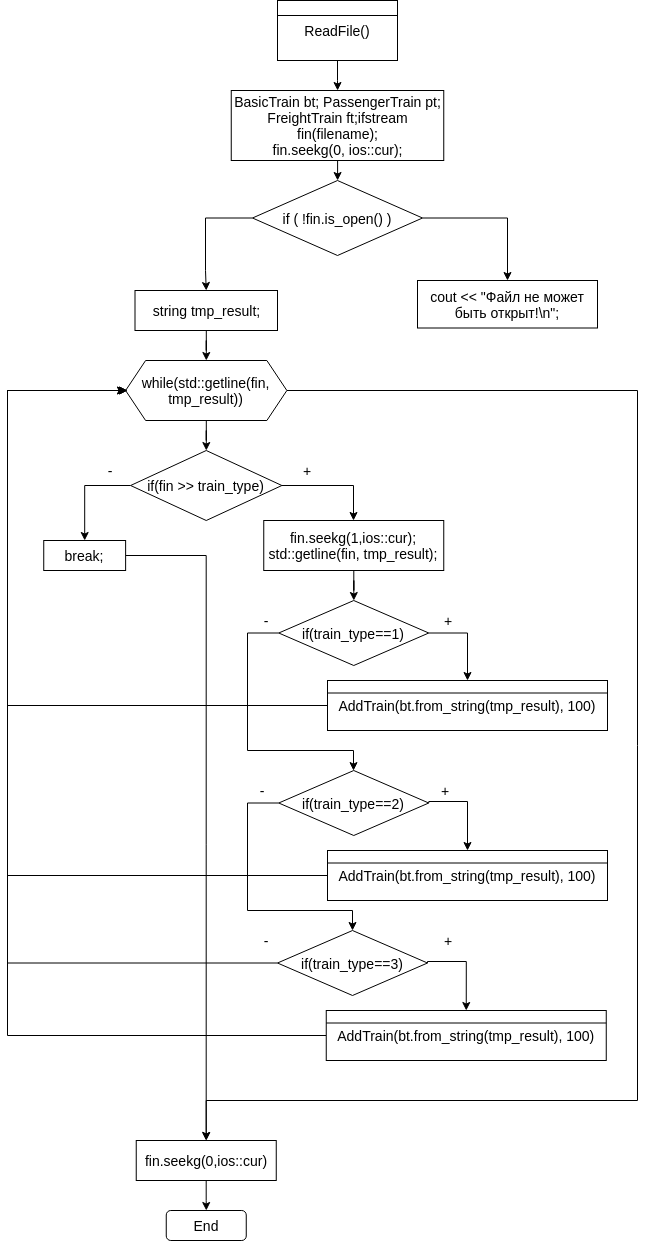 ReadFile()
BasicTrain bt; PassengerTrain pt;
FreightTrain ft;ifstream
fin(filename);
fin.seekg(0, ios::cur);
if ( !fin.is_open() )
cout << "Файл не может
быть открыт!\n";
string tmp_result;
while(std::getline(fin,
tmp_result))
-
+
if(fin >> train_type)
break;
fin.seekg(1,ios::cur);
std::getline(fin, tmp_result);
-
+
if(train_type==1)
AddTrain(bt.from_string(tmp_result), 100)
-
+
if(train_type==2)
AddTrain(bt.from_string(tmp_result), 100)
-
+
if(train_type==3)
AddTrain(bt.from_string(tmp_result), 100)
fin.seekg(0,ios::cur)
End